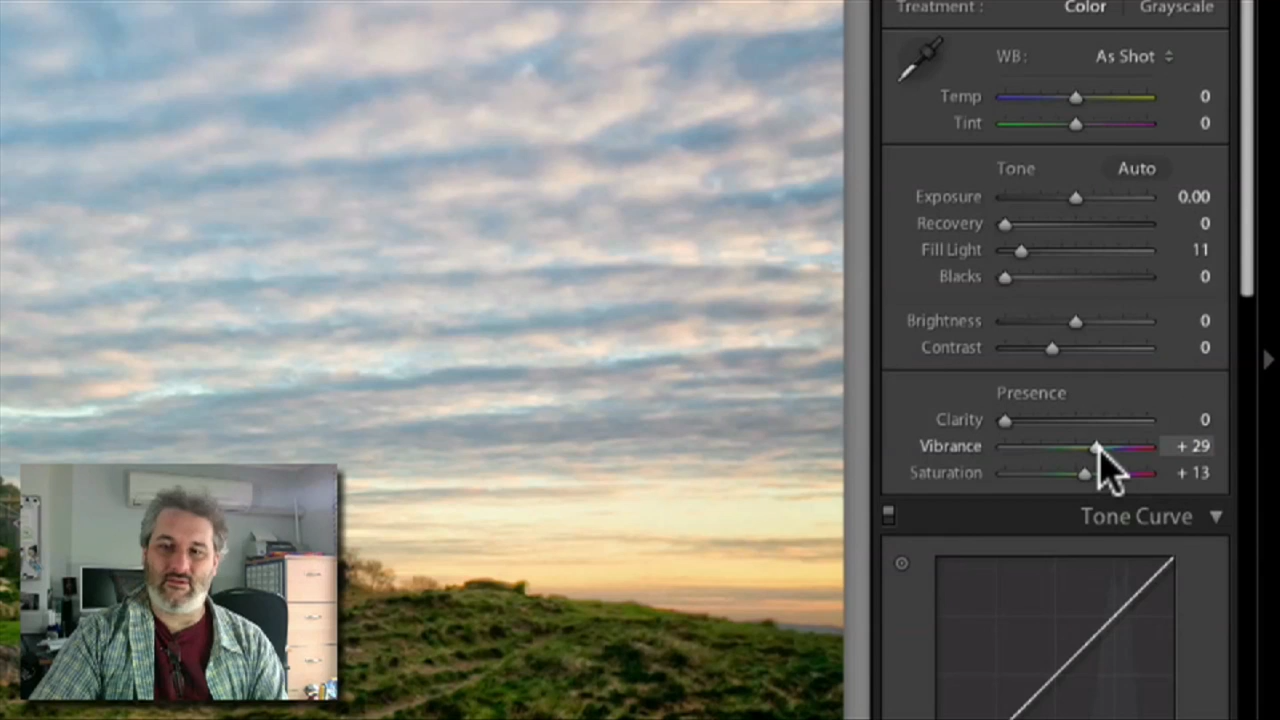 Treatment : Color Grayscale
WB: As Shot
Temp 0
Tint 0
Tone Auto
Exposure 0.00
Recovery 0
Fill Light 11
Blacks 0
Brightness 0
Contrast 0
Presence
Clarity 0
Vibrance + 29
Saturation + 13
Tone Curve